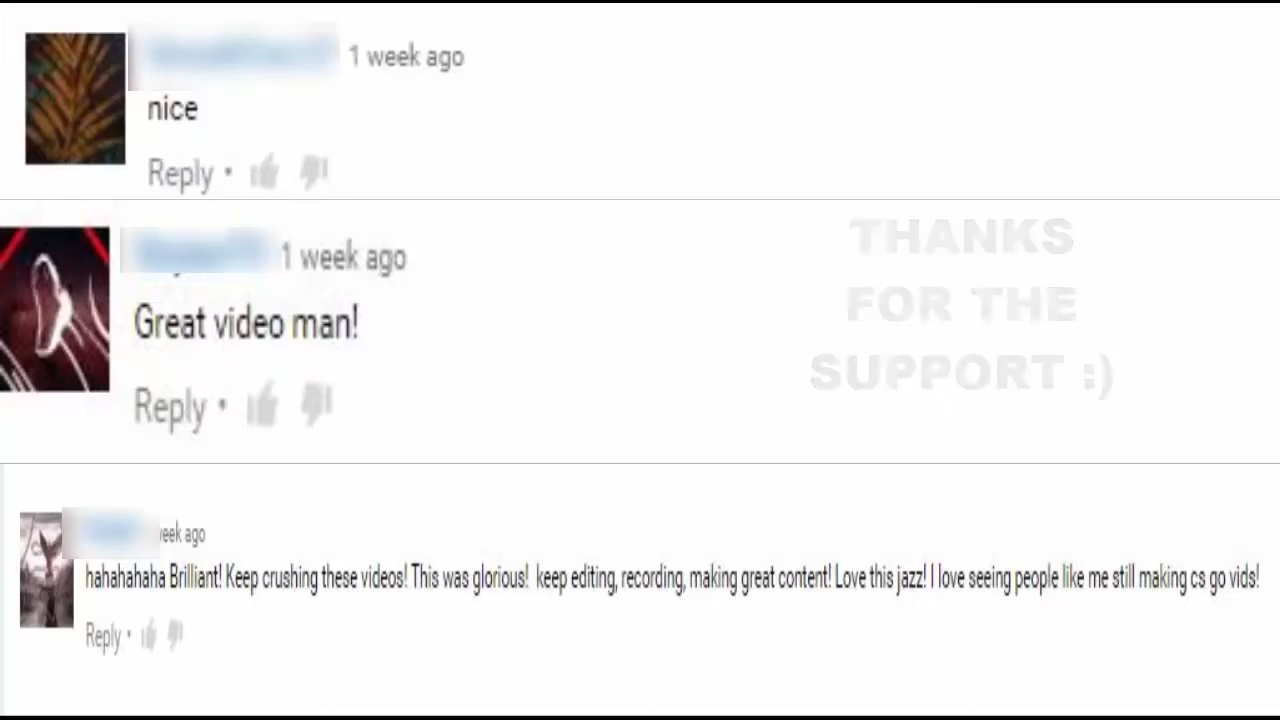 1 week ago
nice
Reply •
1 week ago
Great video man!
Reply •
THANKS
FOR THE
SUPPORT :)
week ago
hahahahaha Brilliant! Keep crushing these videos! This was glorious!  keep editing, recording, making great content! Love this jazz! I love seeing people like me still making cs go vids!
Reply •